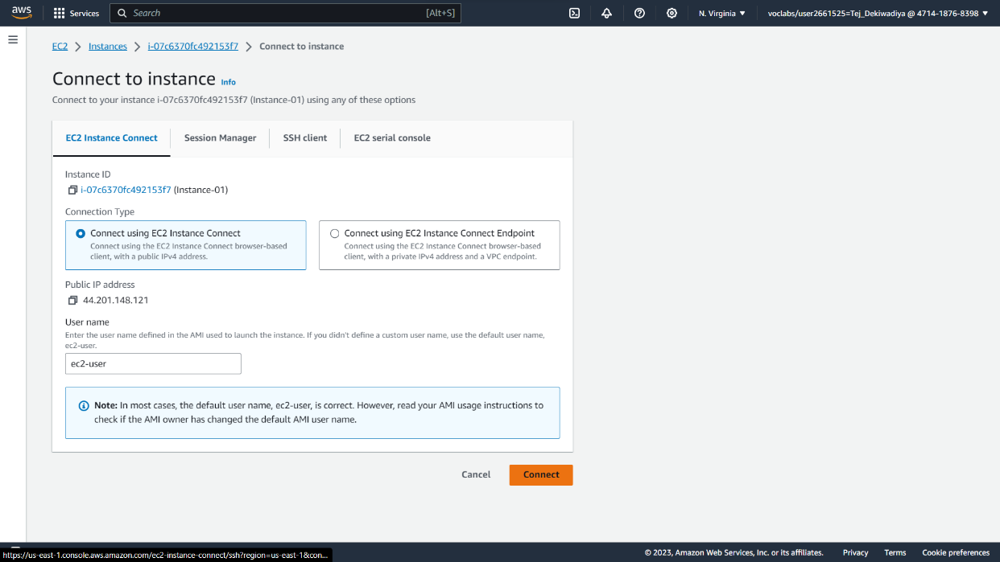 aws
Services
Search [Alt+S]
N. Virginia
voclabs/user2661525=Tej_Dekiwadiya @ 4714-1876-8398
EC2 Instances i-07c6370fc492153f7 Connect to instance
Connect to instance Info
Connect to your instance i-07c6370fc492153f7 (Instance-01) using any of these options
EC2 Instance Connect Session Manager SSH client EC2 serial console
Instance ID
i-07c6370fc492153f7 (Instance-01)
Connection Type
Connect using EC2 Instance Connect
Connect using the EC2 Instance Connect browser-based
client, with a public IPv4 address.
Connect using EC2 Instance Connect Endpoint
Connect using the EC2 Instance Connect browser-based
client, with a private IPv4 address and a VPC endpoint.
Public IP address
44.201.148.121
User name
Enter the user name defined in the AMI used to launch the instance. If you didn't define a custom user name, use the default user name,
ec2-user.
ec2-user
Note: In most cases, the default user name, ec2-user, is correct. However, read your AMI usage instructions to
check if the AMI owner has changed the default AMI user name.
Cancel Connect
https://us-east-1.console.aws.amazon.com/ec2-instance-connect/ssh?region=us-east-1&con...
© 2023, Amazon Web Services, Inc. or its affiliates. Privacy Terms Cookie preferences